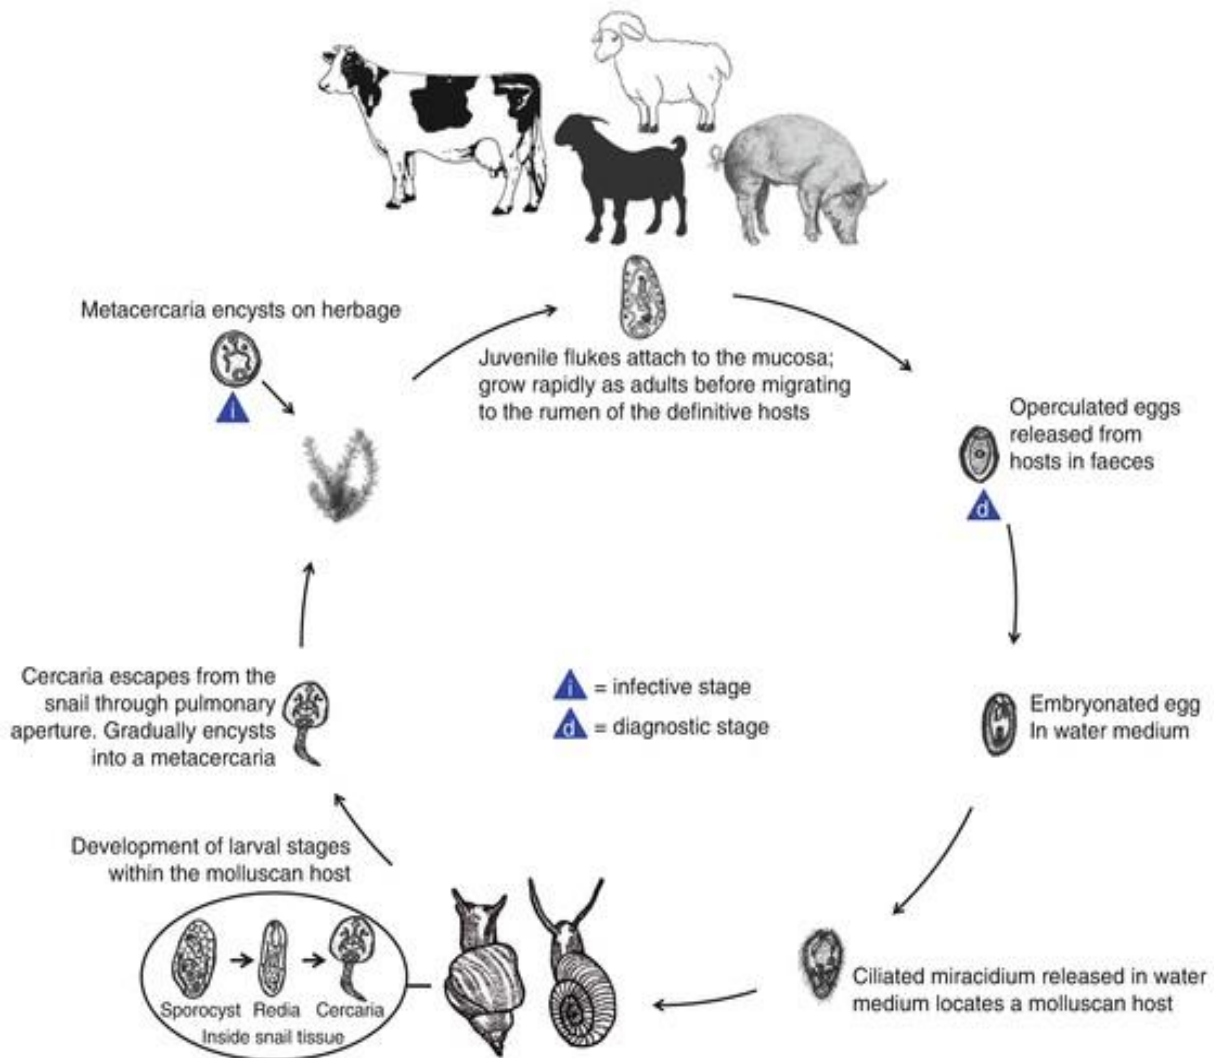 Metacercaria encysts on herbage
i
Juvenile flukes attach to the mucosa;
grow rapidly as adults before migrating
to the rumen of the definitive hosts
Operculated eggs
released from
hosts in faeces
d
Embryonated egg
In water medium
Ciliated miracidium released in water
medium locates a molluscan host
Development of larval stages
within the molluscan host
Sporocyst Redia Cercaria
Inside snail tissue
Cercaria escapes from the
snail through pulmonary
aperture. Gradually encysts
into a metacercaria
i = infective stage
d = diagnostic stage